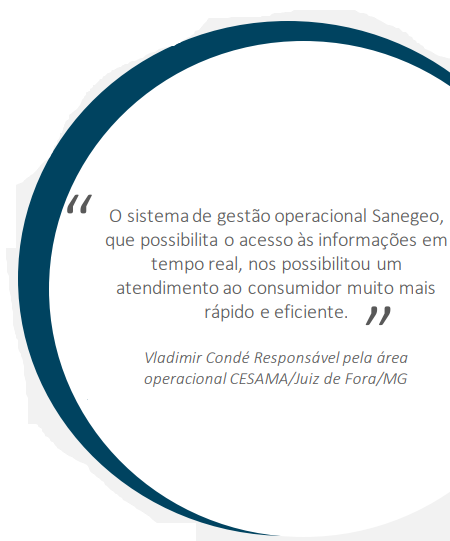 “ O sistema de gestão operacional Sanegeo,
que possibilita o acesso às informações em
tempo real, nos possibilitou um
atendimento ao consumidor muito mais
rápido e eficiente. ”
Vladimir Condé Responsável pela área
operacional CESAMA/Juiz de Fora/MG